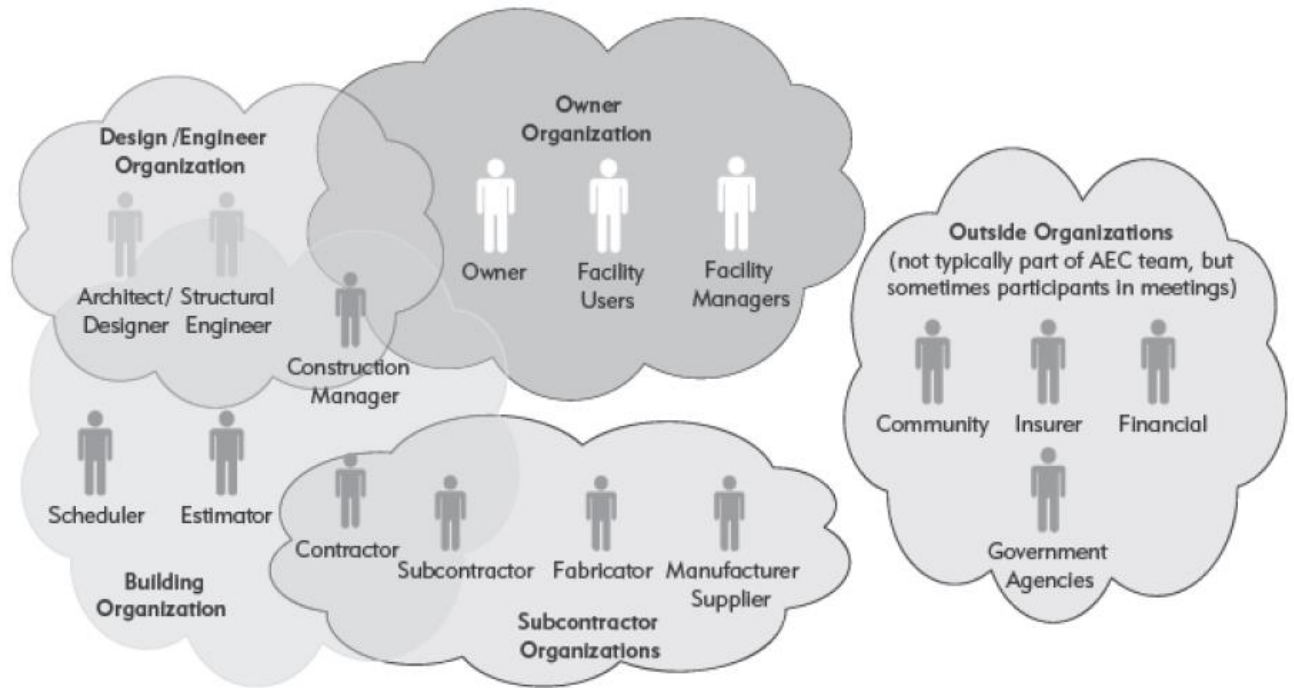 Owner
Organization
Design /Engineer
Organization
Owner
Facility
Users
Facility
Managers
Architect/
Designer
Structural
Engineer
Construction
Manager
Scheduler
Estimator
Contractor
Subcontractor
Fabricator
Manufacturer
Supplier
Building
Organization
Subcontractor
Organizations
Outside Organizations
(not typically part of AEC team, but
sometimes participants in meetings)
Community
Insurer
Financial
Government
Agencies